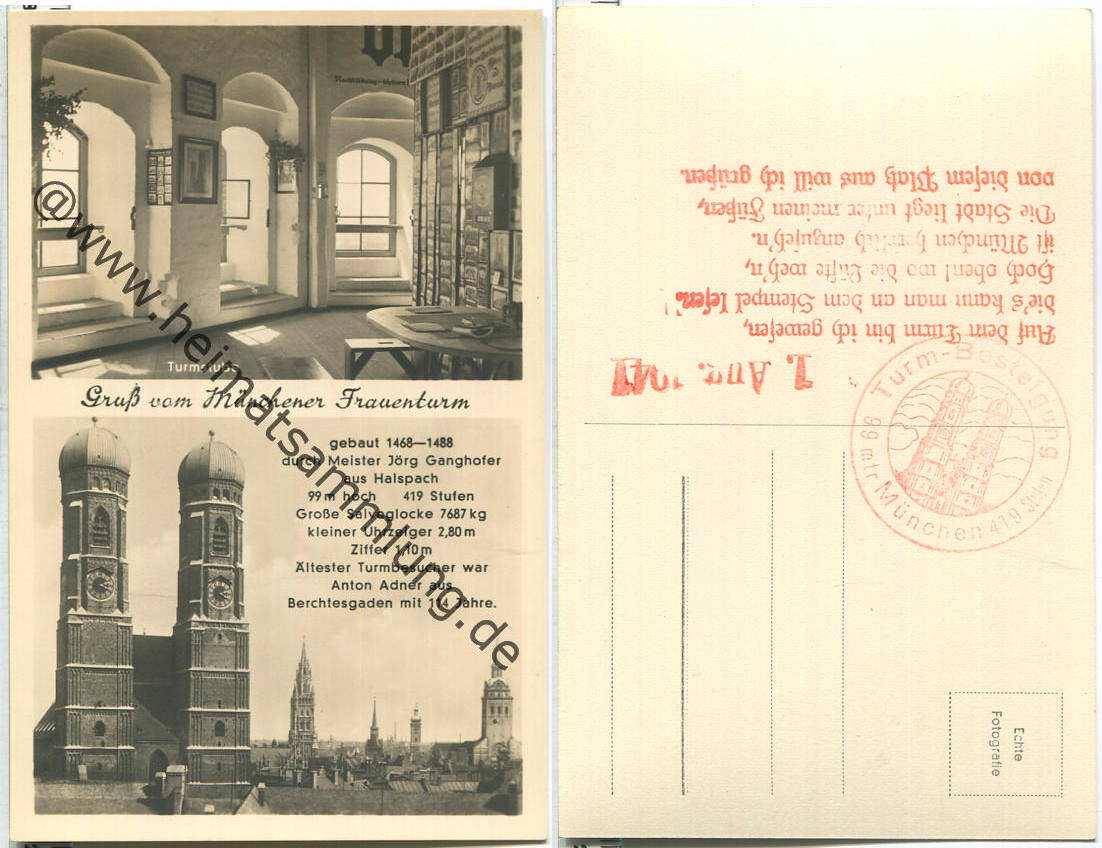 Turmstube
Gruß vom Münchener Frauenturm
gebaut 1468—1488
durch Meister Jörg Ganghofer
aus Halspach
99 m hoch 419 Stufen
Große Salveglocke 7687 kg
kleiner Uhrzeiger 2,80 m
Ziffer 1,10 m
Ältester Turmbesucher war
Anton Adner aus
Berchtesgaden mit 114 Jahre.
@www.heimatsammlung.de
Auf dem Turm bin ich gewesen,
die's kann man an dem Stempel lesen.
Hoch oben! wo die Lüfte weh'n,
ist München herrlich anzuseh'n.
Die Stadt liegt unter meinen Füßen,
von diesem Platz aus will ich grüßen.
1. Aug. 1941
Turm-Besteigung
99 mtr München 419 Stufen
Echte
Fotografie